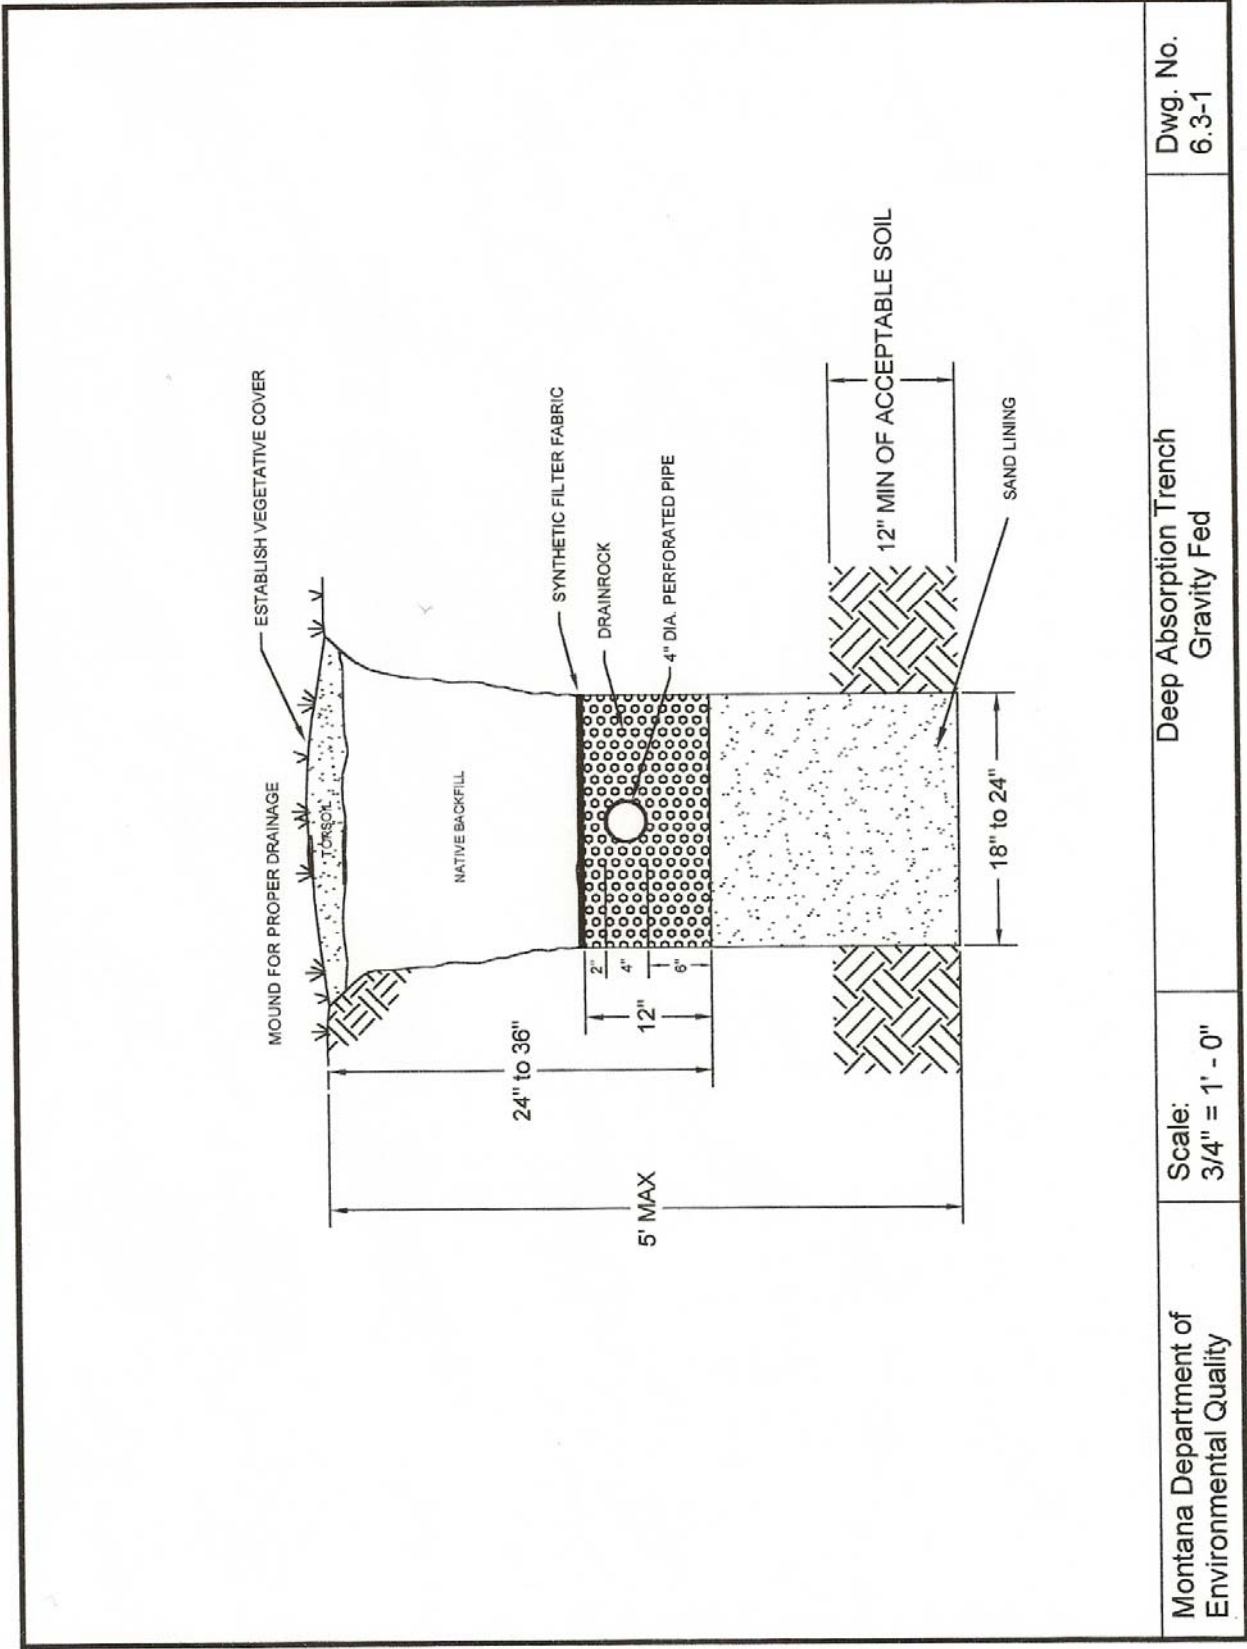 ESTABLISH VEGETATIVE COVER
MOUND FOR PROPER DRAINAGE
TOPSOIL
NATIVE BACKFILL
SYNTHETIC FILTER FABRIC
DRAINROCK
4" DIA. PERFORATED PIPE
2"
4"
6"
12"
24" to 36"
5' MAX
12" MIN OF ACCEPTABLE SOIL
SAND LINING
18" to 24"
Montana Department of
Environmental Quality
Scale:
3/4" = 1' - 0"
Deep Absorption Trench
Gravity Fed
Dwg. No.
6.3-1